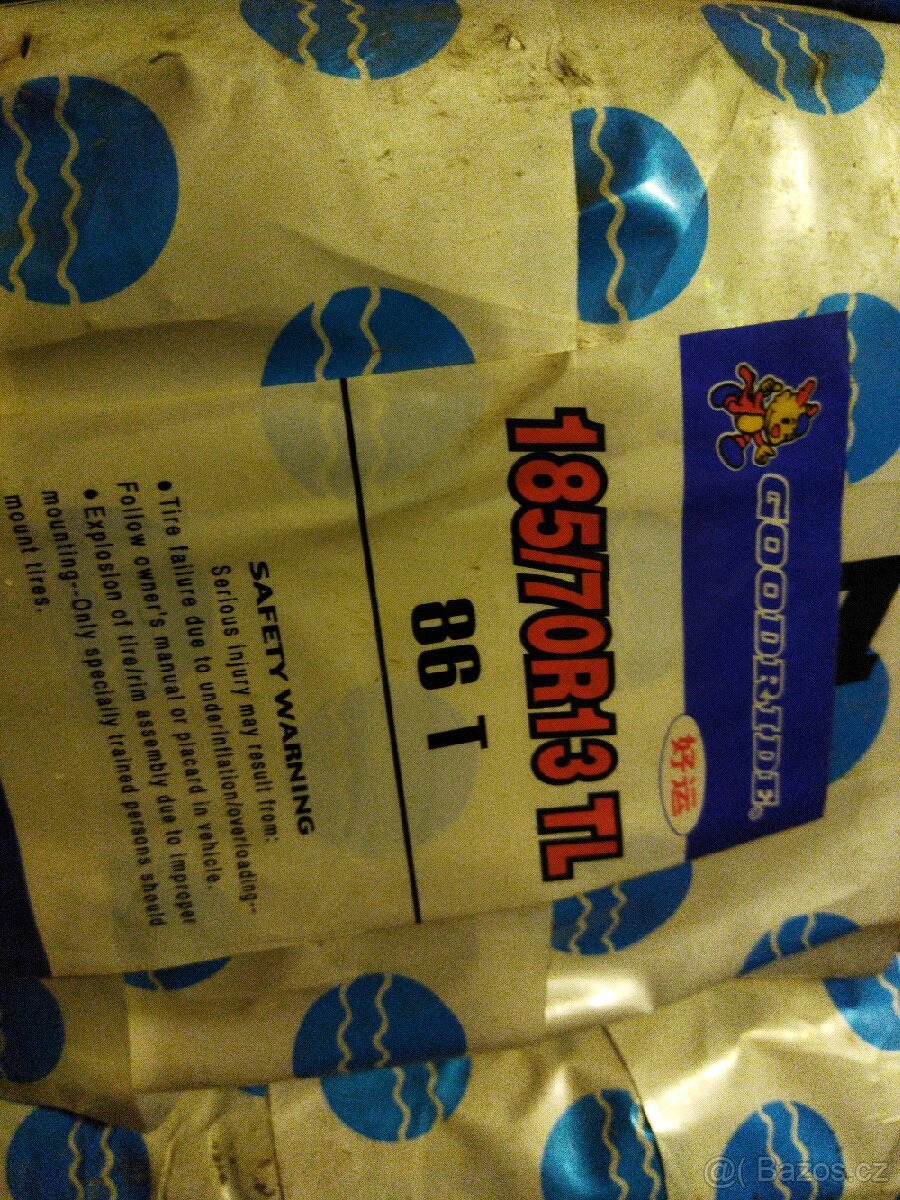 GOODRIDE®
好运
185/70R13 TL
86 T
SAFETY WARNING
Serious injury may result from:
● Tire failure due to underinflation/overloading--
Follow owner's manual or placard in vehicle.
● Explosion of tire/rim assembly due to improper
mounting--Only specially trained persons should
mount tires.
@( Bazos.cz